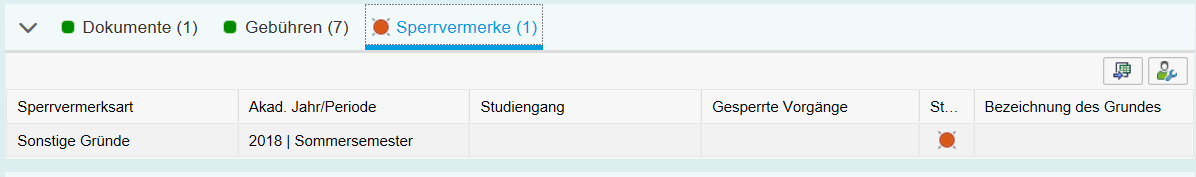 Dokumente (1) Gebühren (7) Sperrvermerke (1)
Sperrvermerksart Akad. Jahr/Periode Studiengang Gesperrte Vorgänge St... Bezeichnung des Grundes
Sonstige Gründe 2018 | Sommersemester